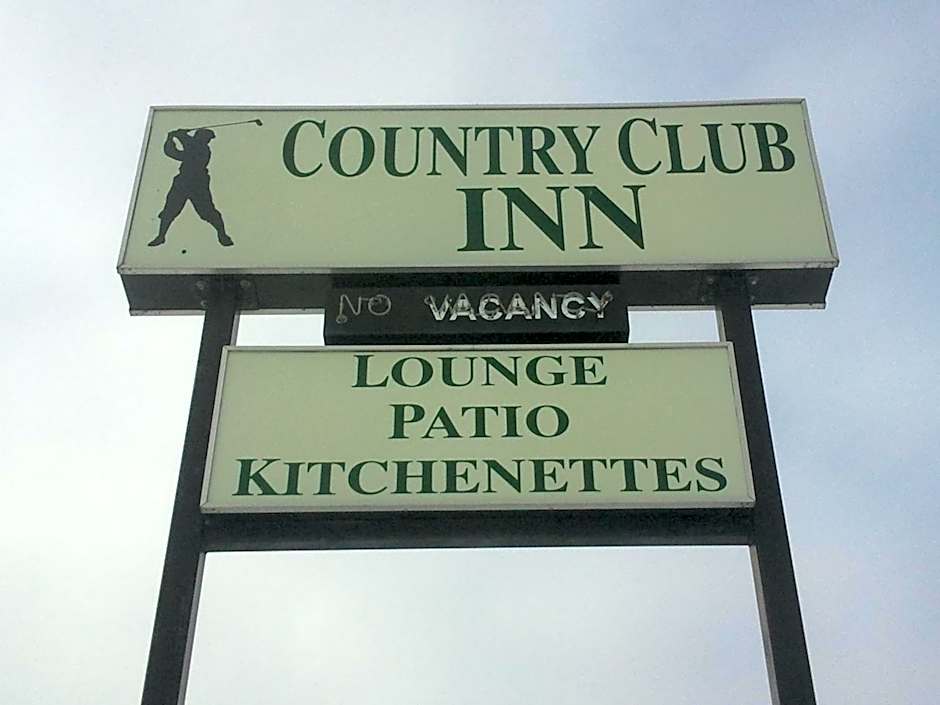 COUNTRY CLUB
INN
NO VACANCY
LOUNGE
PATIO
KITCHENETTES